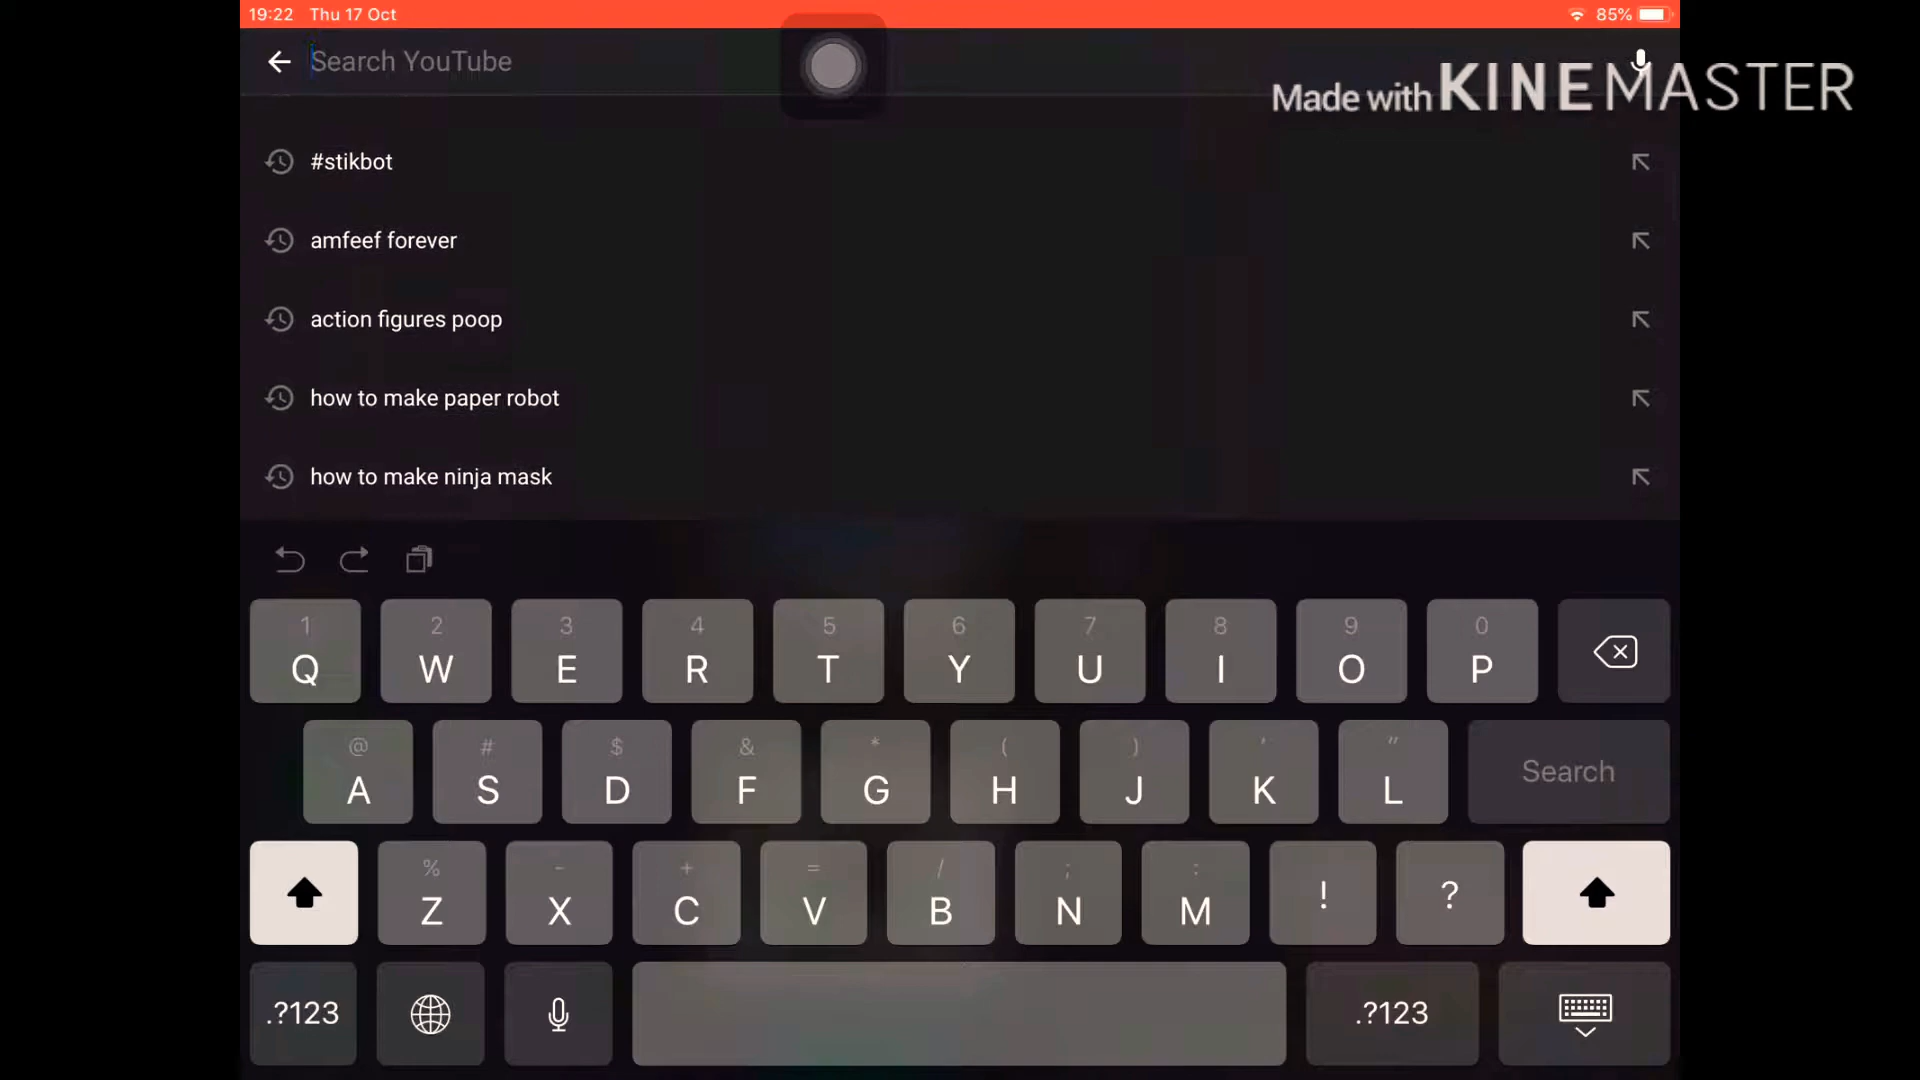 19:22 Thu 17 Oct 85%
Search YouTube
Made with KINEMASTER
#stikbot
amfeef forever
action figures poop
how to make paper robot
how to make ninja mask
1 2 3 4 5 6 7 8 9 0
Q W E R T Y U I O P
@ # $ & * ( ) ' "
A S D F G H J K L Search
% - + = / ; :
Z X C V B N M ! ?
.?123 .?123